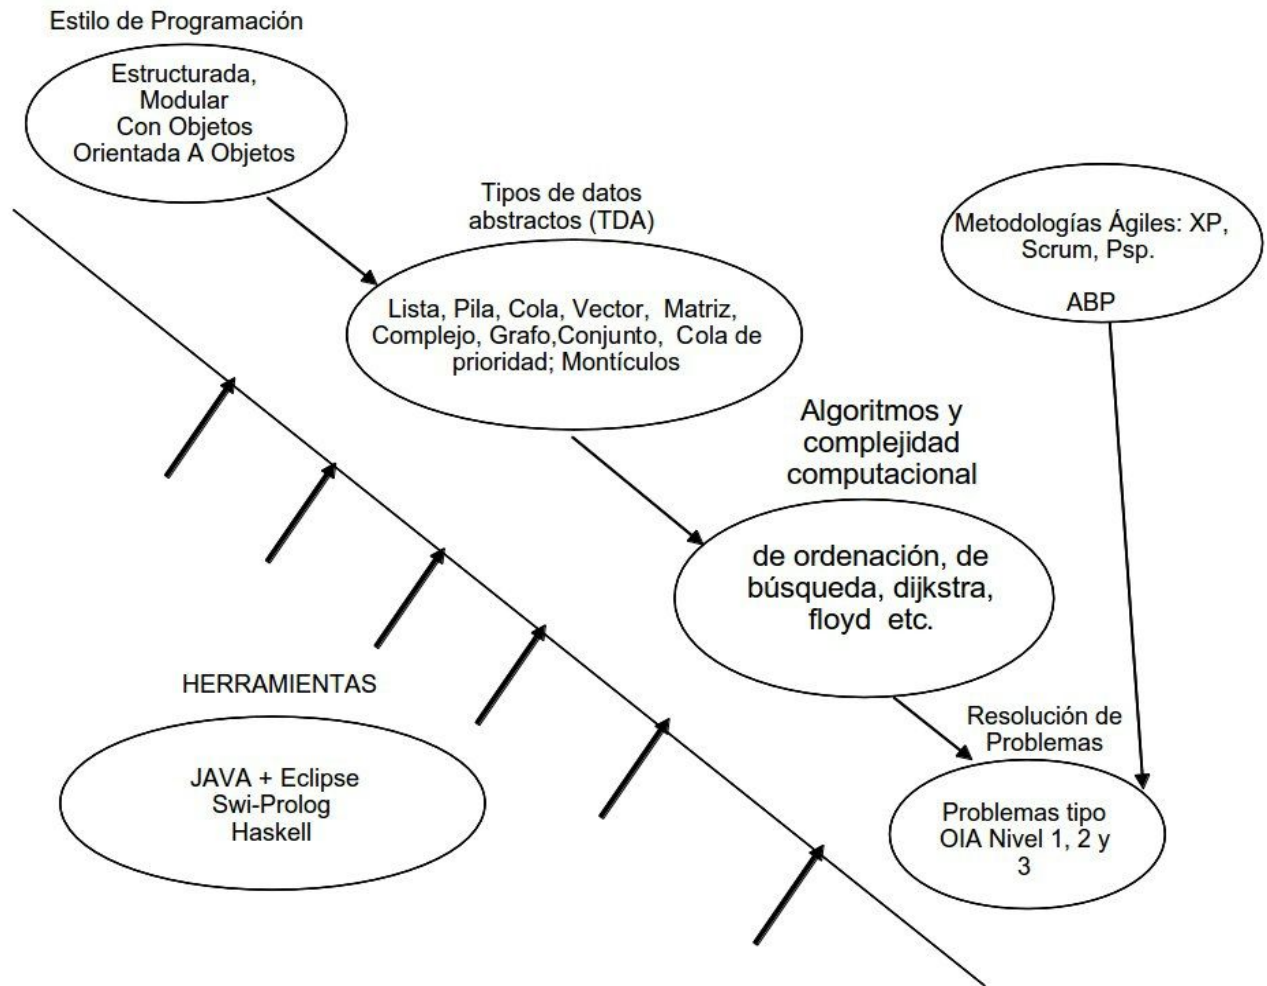 Estilo de Programación
Estructurada,
Modular
Con Objetos
Orientada A Objetos
Tipos de datos
abstractos (TDA)
Lista, Pila, Cola, Vector, Matriz,
Complejo, Grafo,Conjunto, Cola de
prioridad; Montículos
Metodologías Ágiles: XP,
Scrum, Psp.
ABP
Algoritmos y
complejidad
computacional
de ordenación, de
búsqueda, dijkstra,
floyd etc.
HERRAMIENTAS
JAVA + Eclipse
Swi-Prolog
Haskell
Resolución de
Problemas
Problemas tipo
OIA Nivel 1, 2 y
3